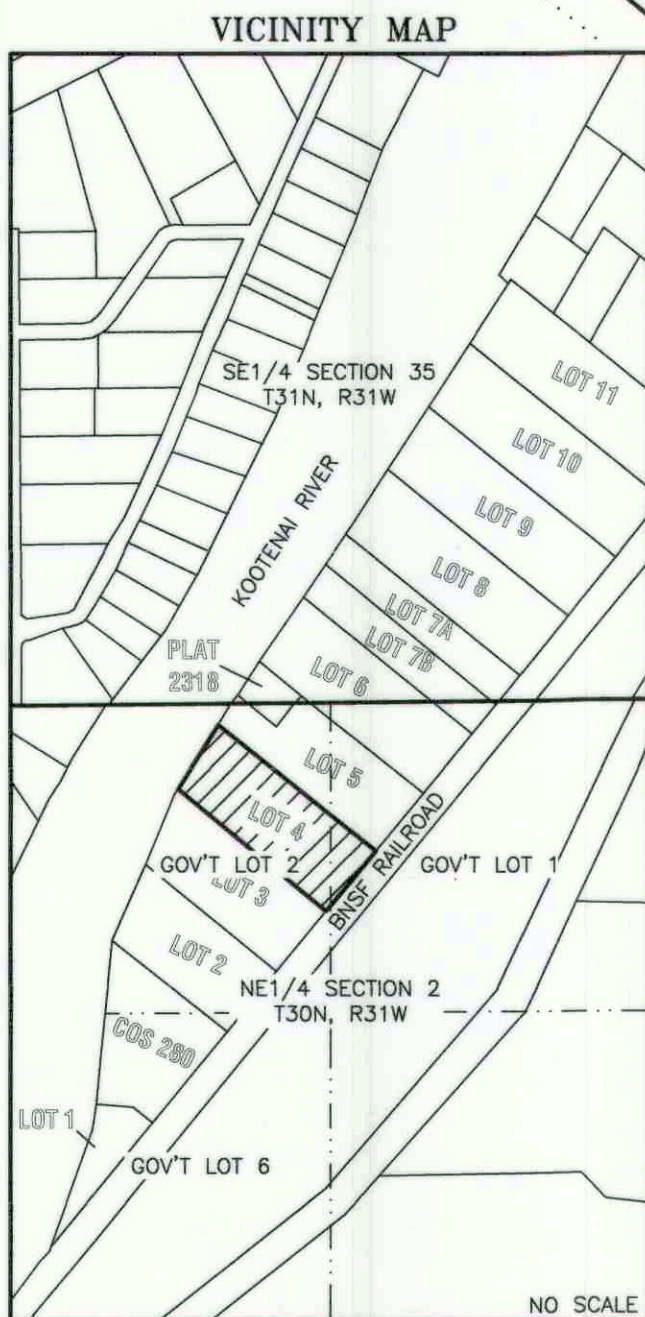 VICINITY MAP
SE1/4 SECTION 35
T31N, R31W
LOT 11
LOT 10
LOT 9
KOOTENAI RIVER
LOT 8
LOT 7A
LOT 7B
PLAT
2318
LOT 6
LOT 5
LOT 4
BNSF RAILROAD
GOV'T LOT 2
GOV'T LOT 1
LOT 3
LOT 2
NE1/4 SECTION 2
T30N, R31W
COS 280
LOT 1
GOV'T LOT 6
NO SCALE